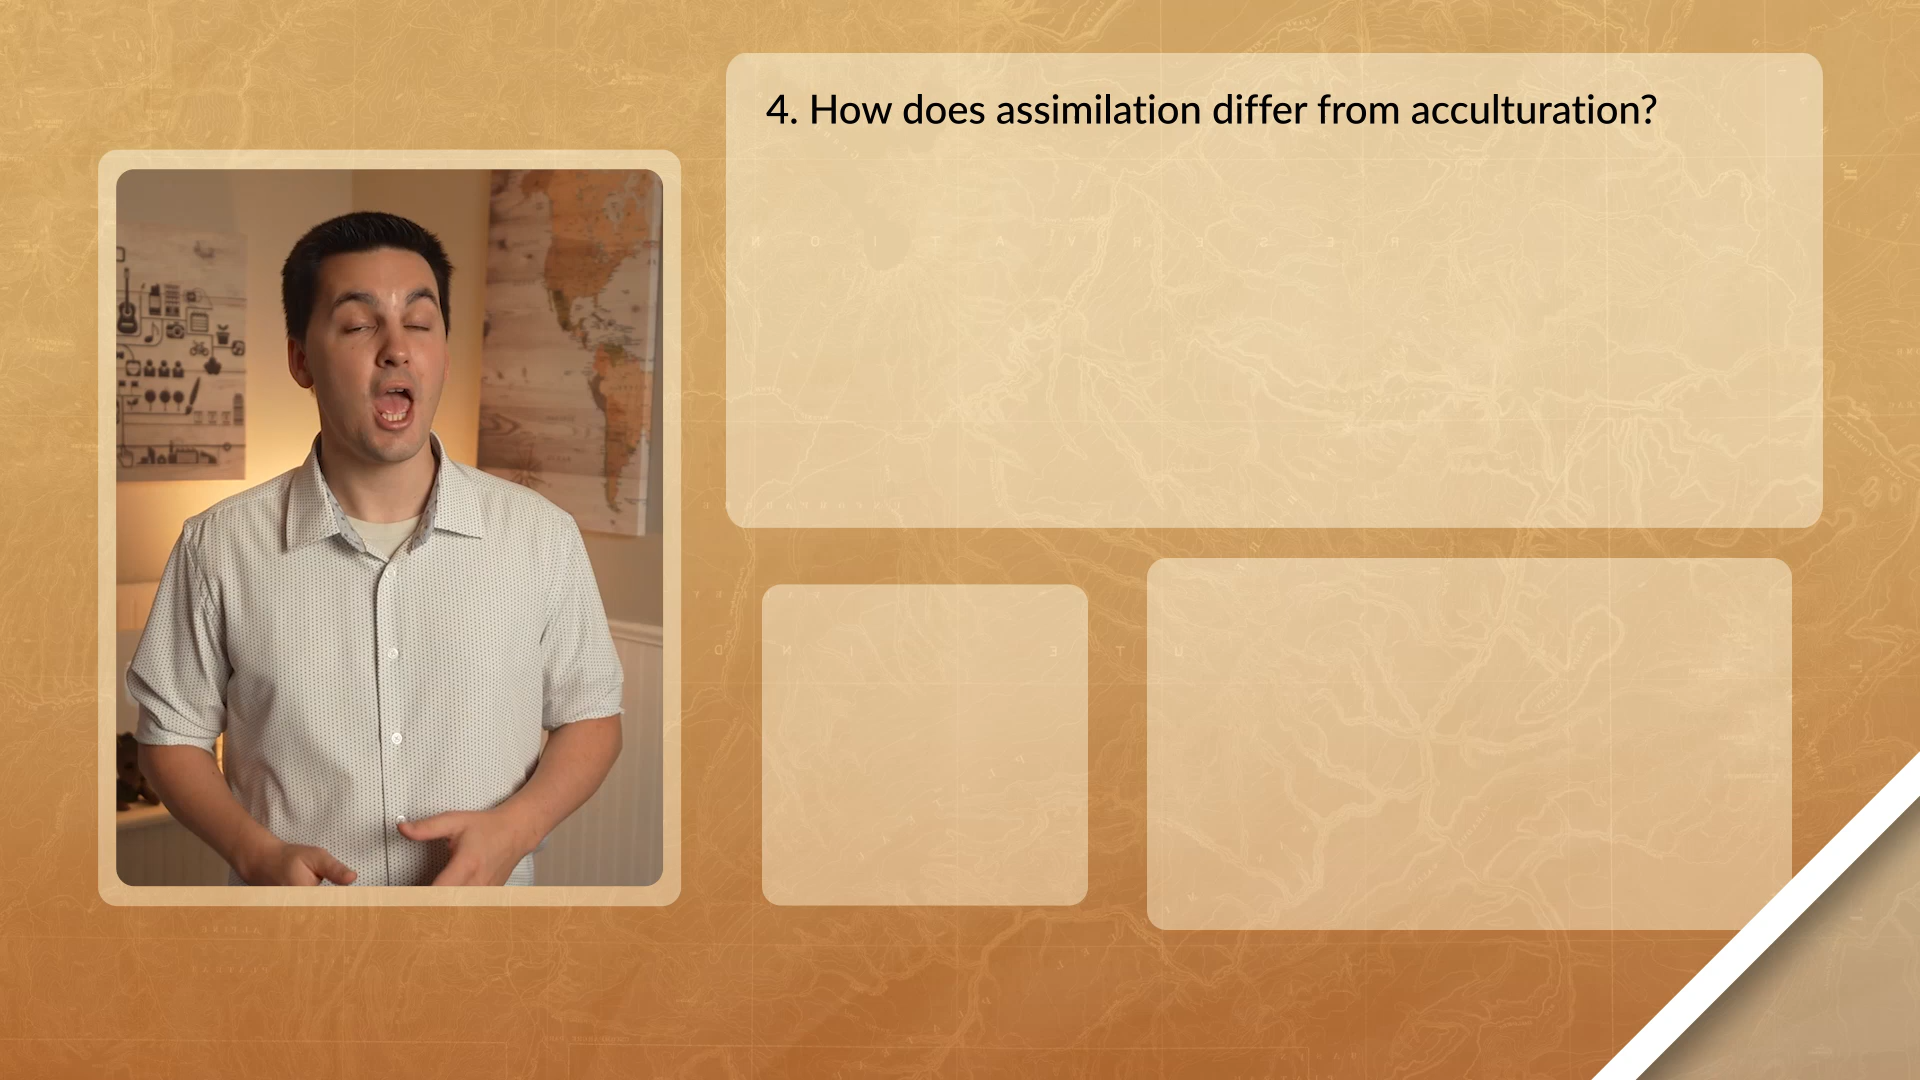 4. How does assimilation differ from acculturation?